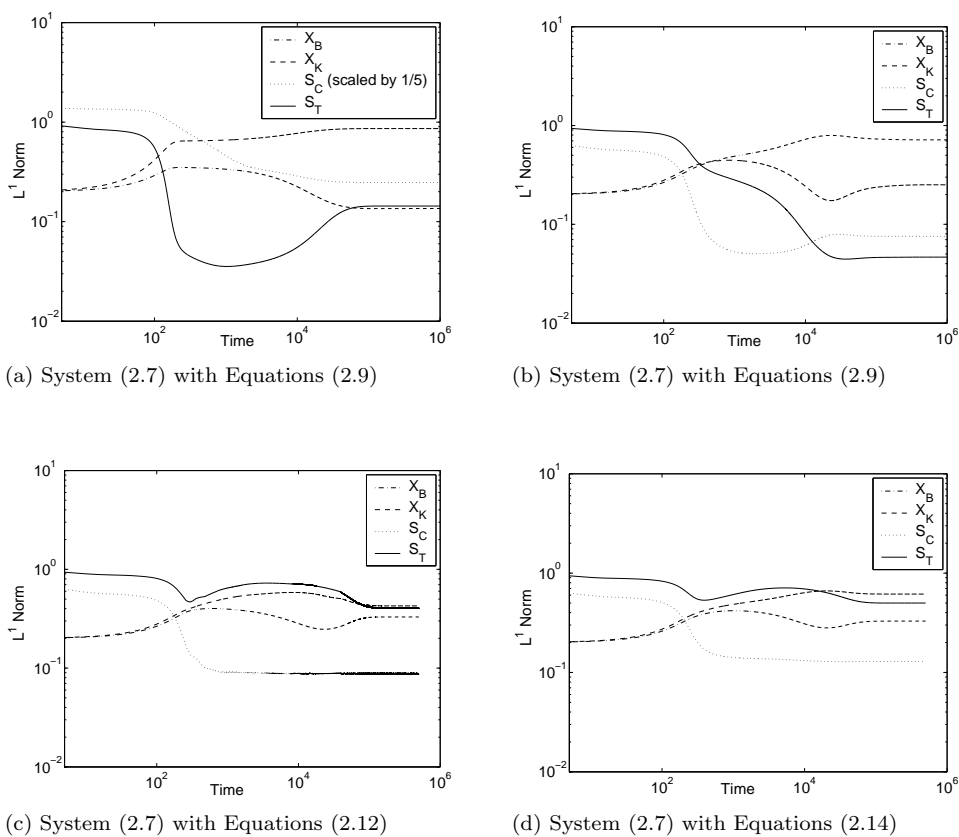 10^1
X_B
X_K
S_C (scaled by 1/5)
S_T
10^0
L^1 Norm
10^-1
10^-2
10^2
10^4
10^6
Time
(a) System (2.7) with Equations (2.9)
10^1
X_B
X_K
S_C
S_T
10^0
L^1 Norm
10^-1
10^-2
10^2
10^4
10^6
Time
(b) System (2.7) with Equations (2.9)
10^1
X_B
X_K
S_C
S_T
10^0
L^1 Norm
10^-1
10^-2
10^2
10^4
10^6
Time
(c) System (2.7) with Equations (2.12)
10^1
X_B
X_K
S_C
S_T
10^0
L^1 Norm
10^-1
10^-2
10^2
10^4
10^6
Time
(d) System (2.7) with Equations (2.14)